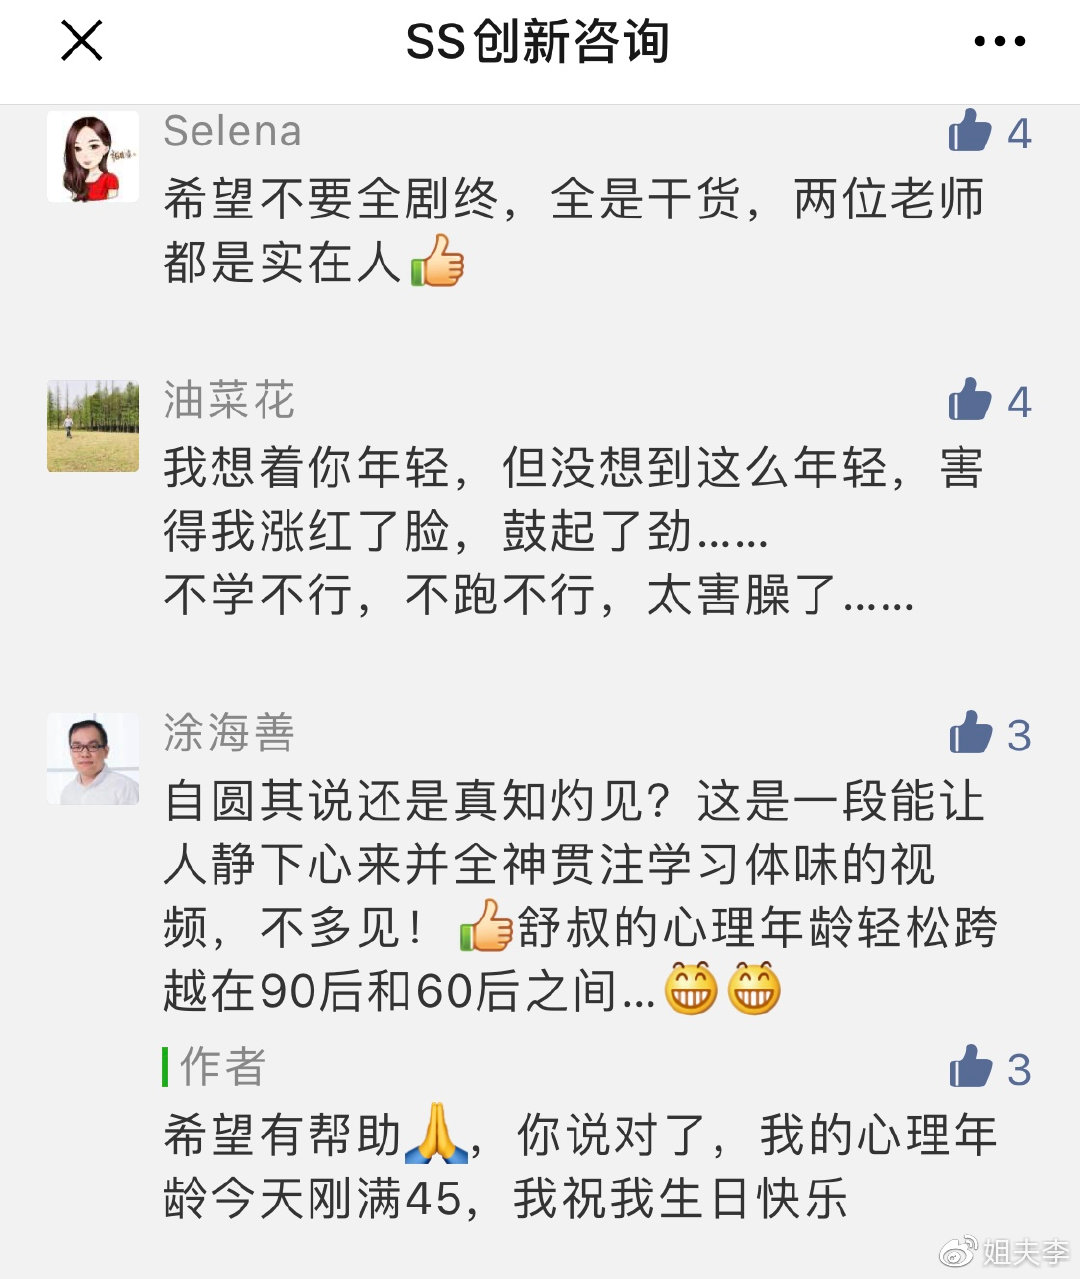 SS创新咨询
Selena
4
希望不要全剧终，全是干货，两位老师
都是实在人
油菜花
4
我想着你年轻，但没想到这么年轻，害
得我涨红了脸，鼓起了劲……
不学不行，不跑不行，太害臊了……
涂海善
3
自圆其说还是真知灼见？这是一段能让
人静下心来并全神贯注学习体味的视
频，不多见！舒叔的心理年龄轻松跨
越在90后和60后之间...
作者
3
希望有帮助，你说对了，我的心理年
龄今天刚满45，我祝我生日快乐
姐夫李